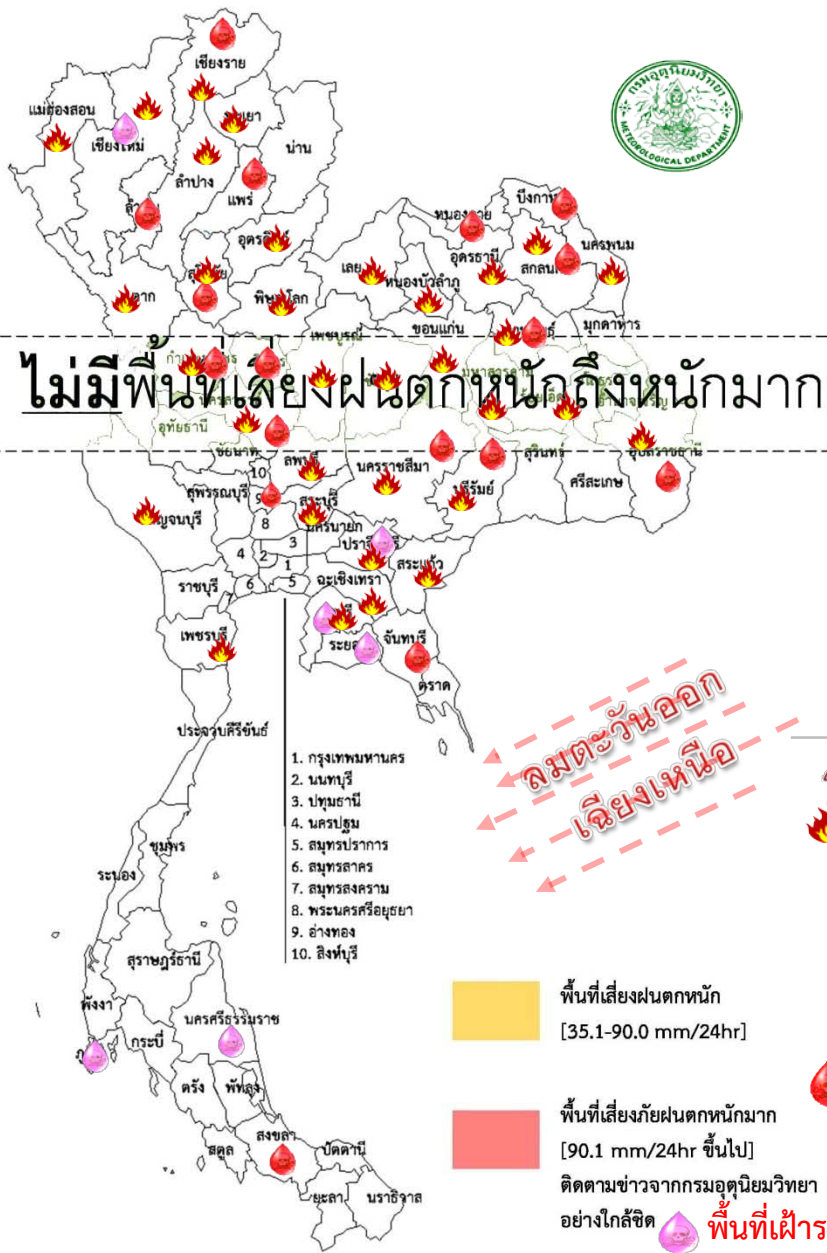 เชียงราย
กรมอุตุนิยมวิทยา
METEOROLOGICAL DEPARTMENT
แม่ฮ่องสอน
เชียงใหม่
น่าน
ลำปาง
แพร่
บึงกาฬ
นครพนม
อุดรธานี
เลย
หนองบัวลำภู
เพชรบูรณ์
ขอนแก่น
มุกดาหาร
ไม่มีพื้นที่เสี่ยงฝนตกหนักถึงหนักมาก
มหาสารคาม
อุทัยธานี
ชัยนาท
สุรินทร์
อุบลราชธานี
10
ลพบุรี
นครราชสีมา
สุพรรณบุรี
9
สระบุรี
บุรีรัมย์
ศรีสะเกษ
กาญจนบุรี
8
นครนายก
3
ปราจีนบุรี
สระแก้ว
4
2
1
ราชบุรี
6
5
ฉะเชิงเทรา
7
เพชรบุรี
ระยอง
จันทบุรี
ตราด
ประจวบคีรีขันธ์
ลมตะวันออก
เฉียงเหนือ
1. กรุงเทพมหานคร
2. นนทบุรี
3. ปทุมธานี
4. นครปฐม
5. สมุทรปราการ
6. สมุทรสาคร
7. สมุทรสงคราม
8. พระนครศรีอยุธยา
9. อ่างทอง
10. สิงห์บุรี
ชุมพร
ระนอง
สุราษฎร์ธานี
พังงา
นครศรีธรรมราช
กระบี่
ตรัง
พัทลุง
สงขลา
สตูล
ปัตตานี
ยะลา
นราธิวาส
พื้นที่เสี่ยงฝนตกหนัก
[35.1-90.0 mm/24hr]
พื้นที่เสี่ยงภัยฝนตกหนักมาก
[90.1 mm/24hr ขึ้นไป]
ติดตามข่าวจากกรมอุตุนิยมวิทยา
อย่างใกล้ชิด
พื้นที่เฝ้าร